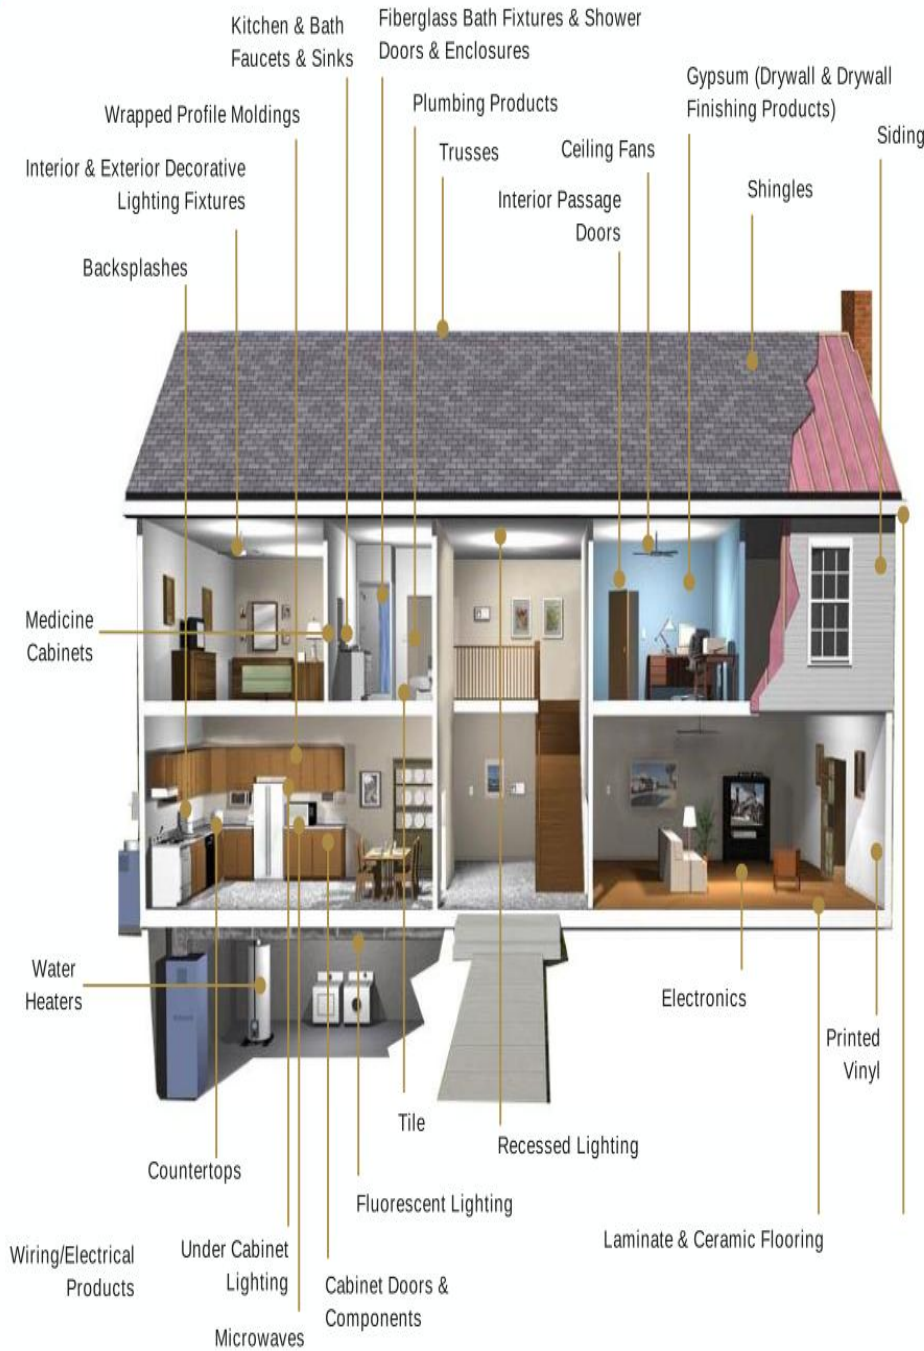 Kitchen & Bath
Faucets & Sinks
Fiberglass Bath Fixtures & Shower
Doors & Enclosures
Wrapped Profile Moldings
Plumbing Products
Gypsum (Drywall & Drywall
Finishing Products)
Siding
Interior & Exterior Decorative
Lighting Fixtures
Trusses
Ceiling Fans
Interior Passage
Doors
Shingles
Backsplashes
Medicine
Cabinets
Water
Heaters
Electronics
Printed
Vinyl
Tile
Recessed Lighting
Countertops
Fluorescent Lighting
Laminate & Ceramic Flooring
Wiring/Electrical
Products
Under Cabinet
Lighting
Cabinet Doors &
Components
Microwaves